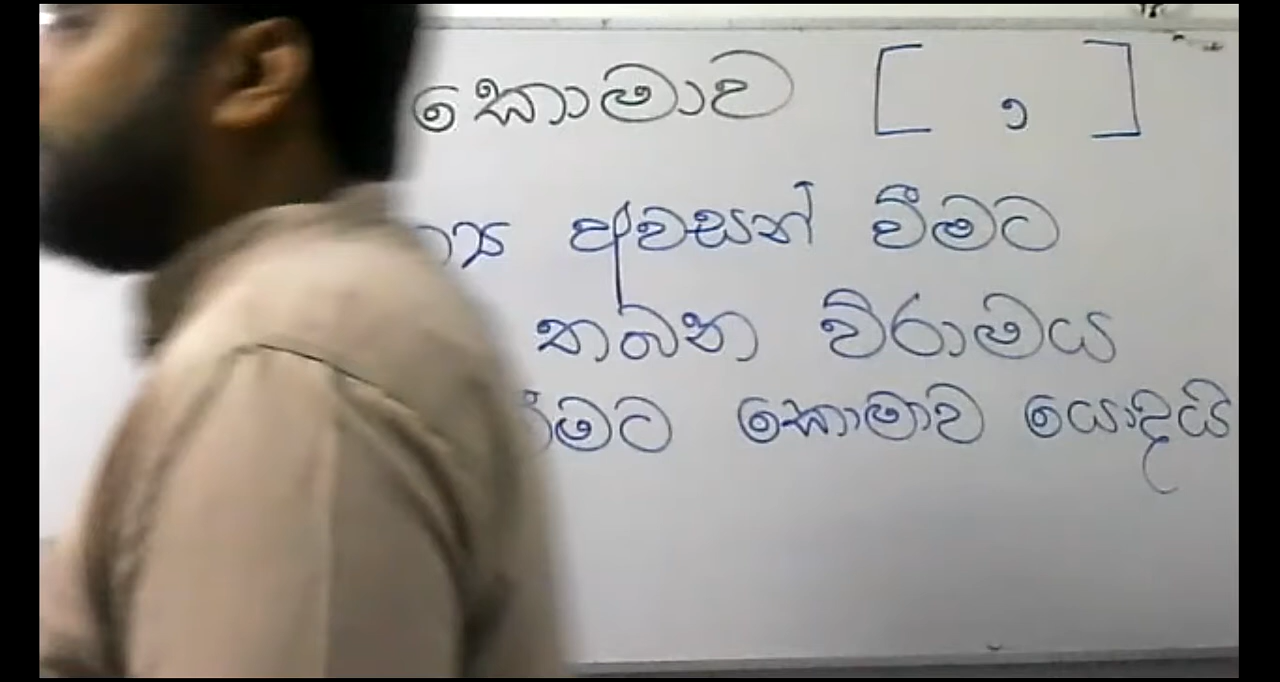 කොමාව [ , ]
අවසන් වීමට
තබන විරාමය
කොමාව යොදයි